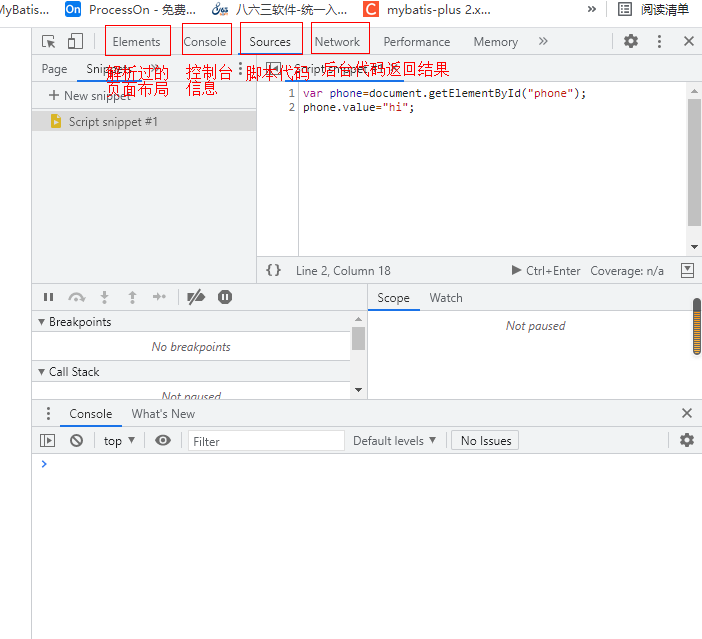 MyBatis... On ProcessOn - 免费... 八六三软件-统一入... C mybatis-plus 2.x... » 阅读清单
Elements Console Sources Network Performance Memory »
Page Snippets » Script snippet #1
解析过的 控制台 脚本代码 后台代码返回结果
页面布局 信息
+ New snippet
Script snippet #1
1 var phone=document.getElementById("phone");
2 phone.value="hi";
{} Line 2, Column 18 Ctrl+Enter Coverage: n/a
Scope Watch
Breakpoints
Not paused
No breakpoints
Call Stack
Not paused
Console What's New
top Filter Default levels No Issues